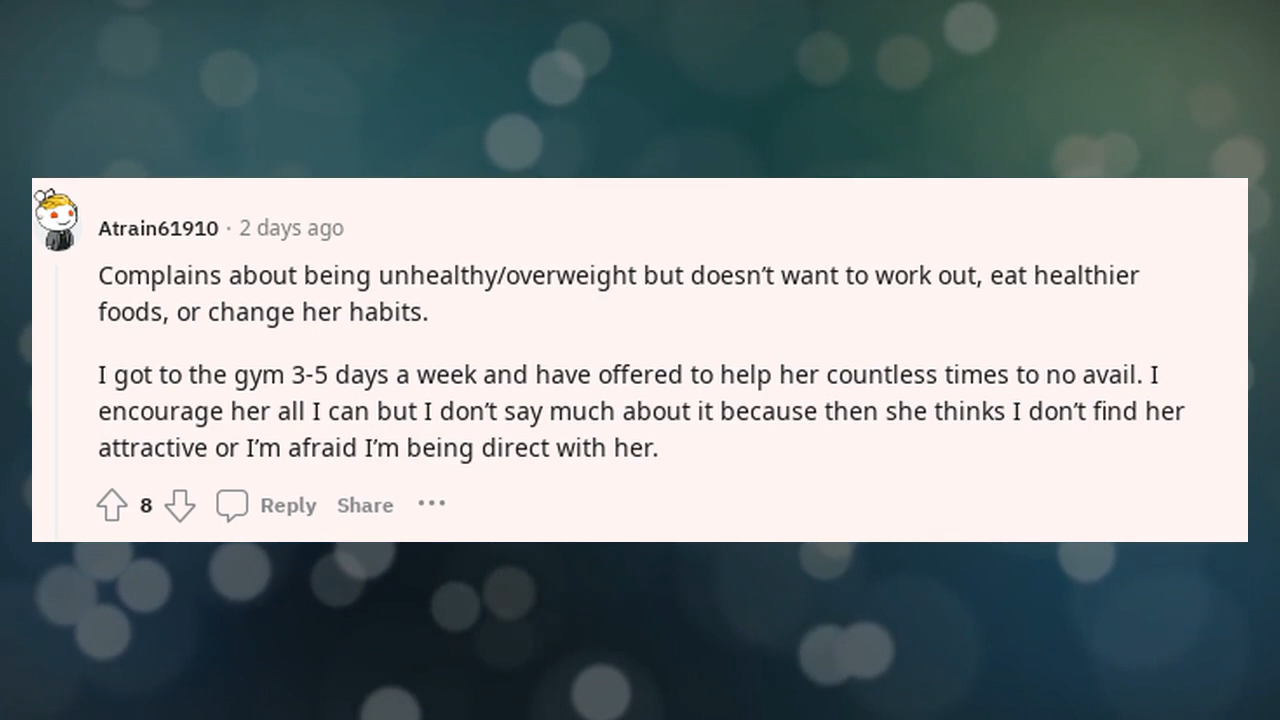 Atrain61910 · 2 days ago
Complains about being unhealthy/overweight but doesn’t want to work out, eat healthier
foods, or change her habits.
I got to the gym 3-5 days a week and have offered to help her countless times to no avail. I
encourage her all I can but I don’t say much about it because then she thinks I don’t find her
attractive or I’m afraid I’m being direct with her.
8 Reply Share ···